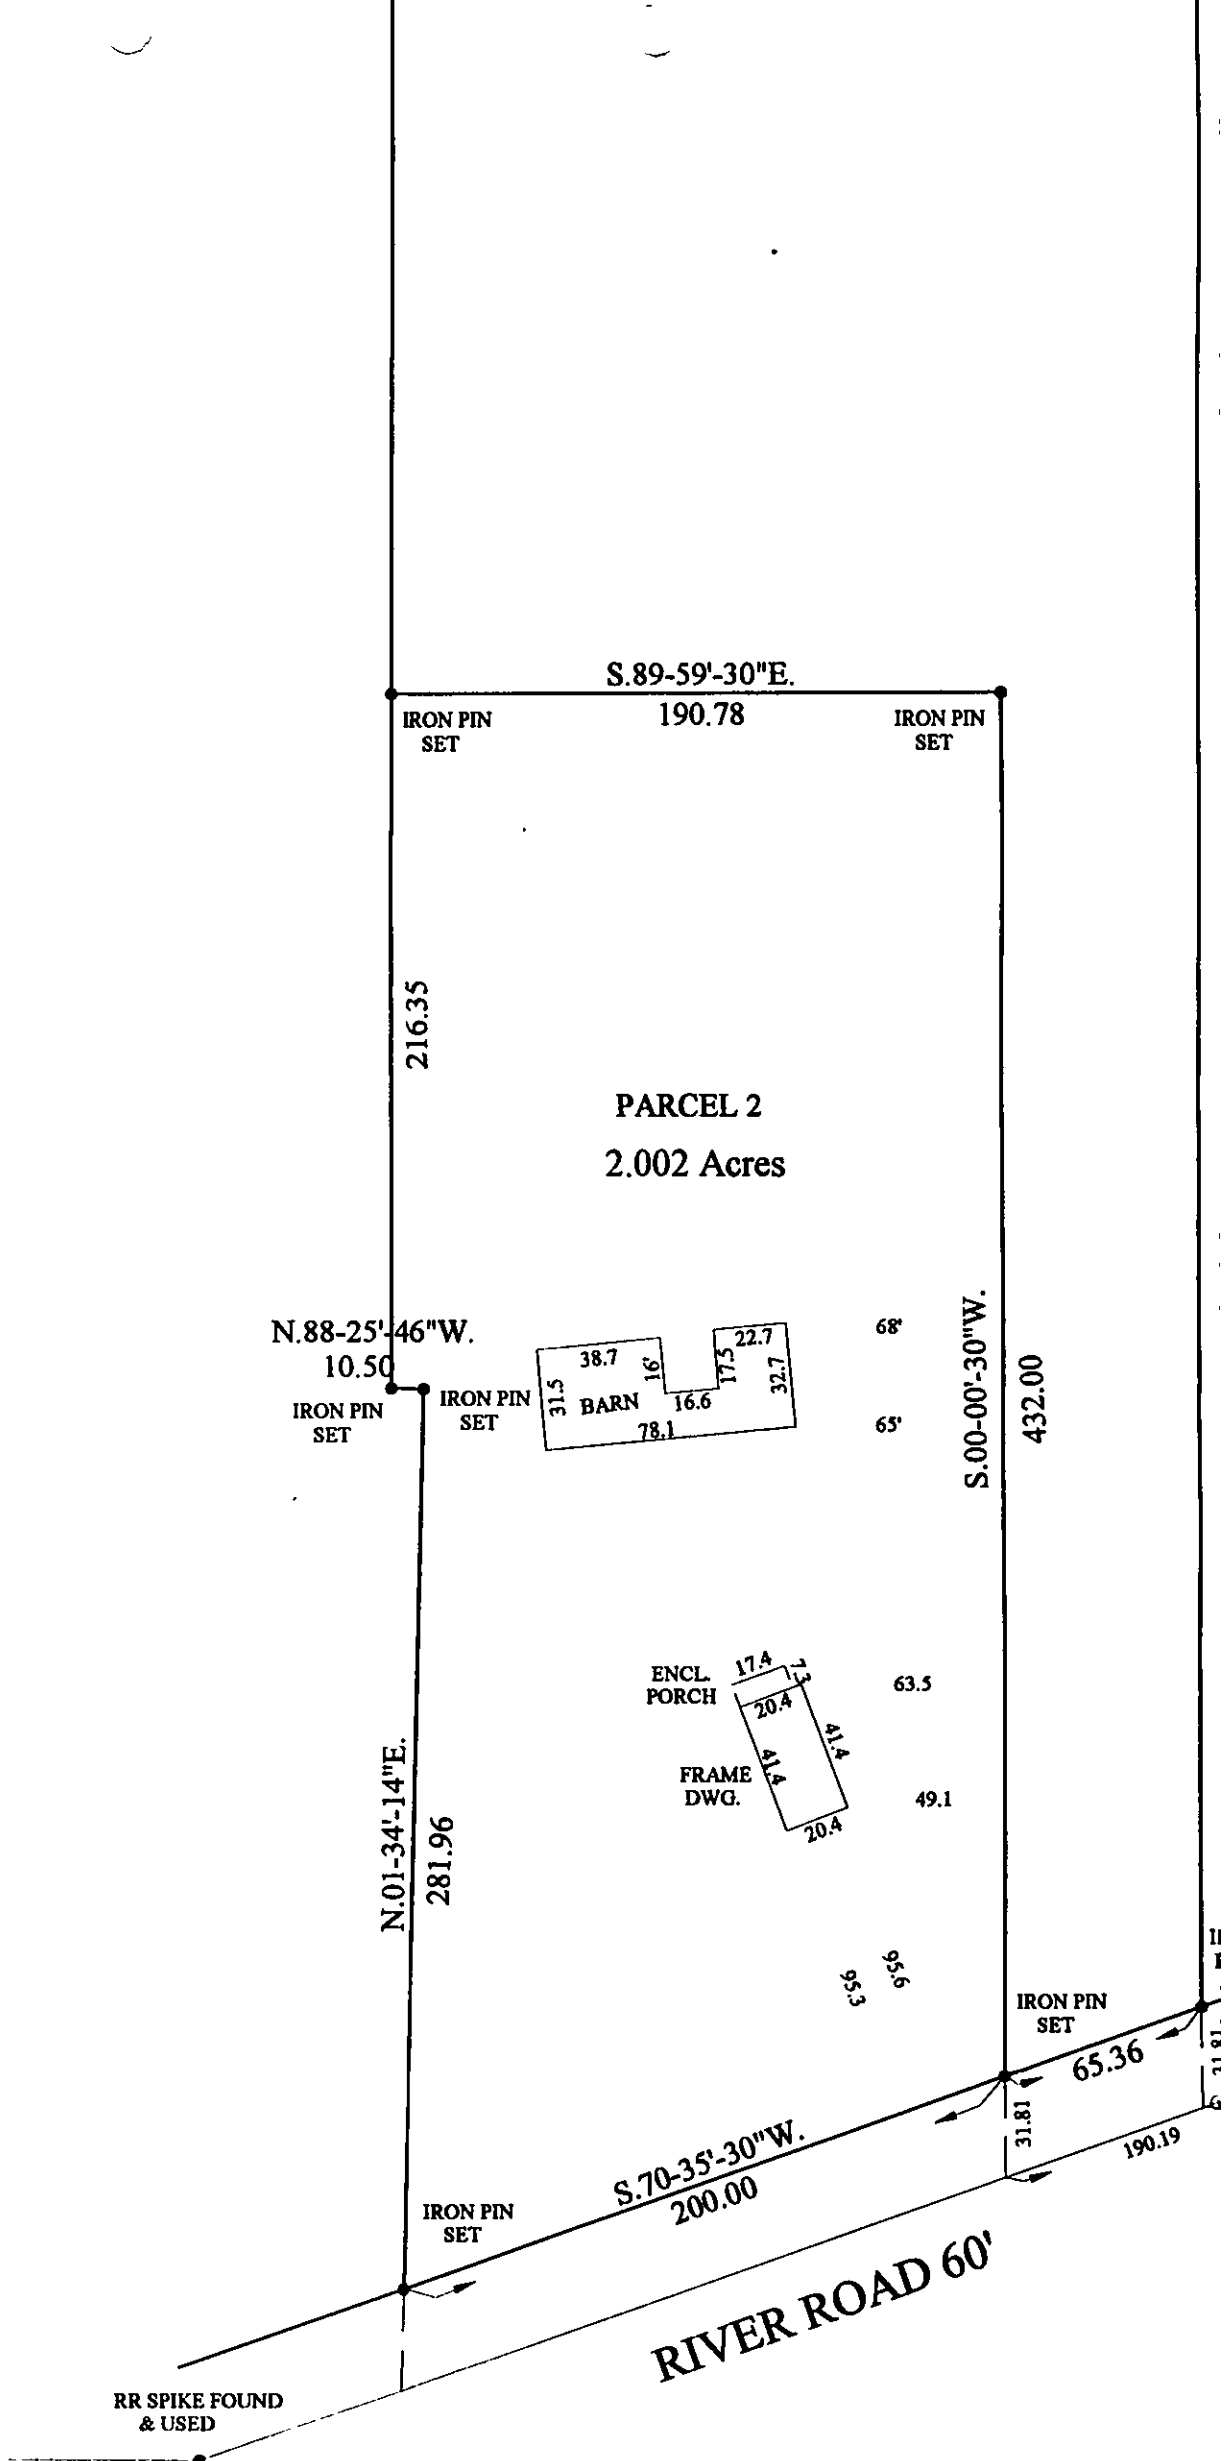 S.89-59'-30"E.
190.78
IRON PIN
SET
IRON PIN
SET
216.35
PARCEL 2
2.002 Acres
N.88-25'-46"W.
10.50
IRON PIN
SET
IRON PIN
SET
38.7
16'
17.5
22.7
32.7
31.5
BARN
16.6
78.1
68'
65'
S.00-00'-30"W.
432.00
ENCL.
PORCH
17.4
7.3
20.4
63.5
FRAME
DWG.
41.4
41.4
20.4
49.1
N.01-34'-14"E.
281.96
95.3
95.6
IRON PIN
SET
65.36
31.81
31.81
190.19
S.70-35'-30"W.
200.00
IRON PIN
SET
RIVER ROAD 60'
RR SPIKE FOUND
& USED